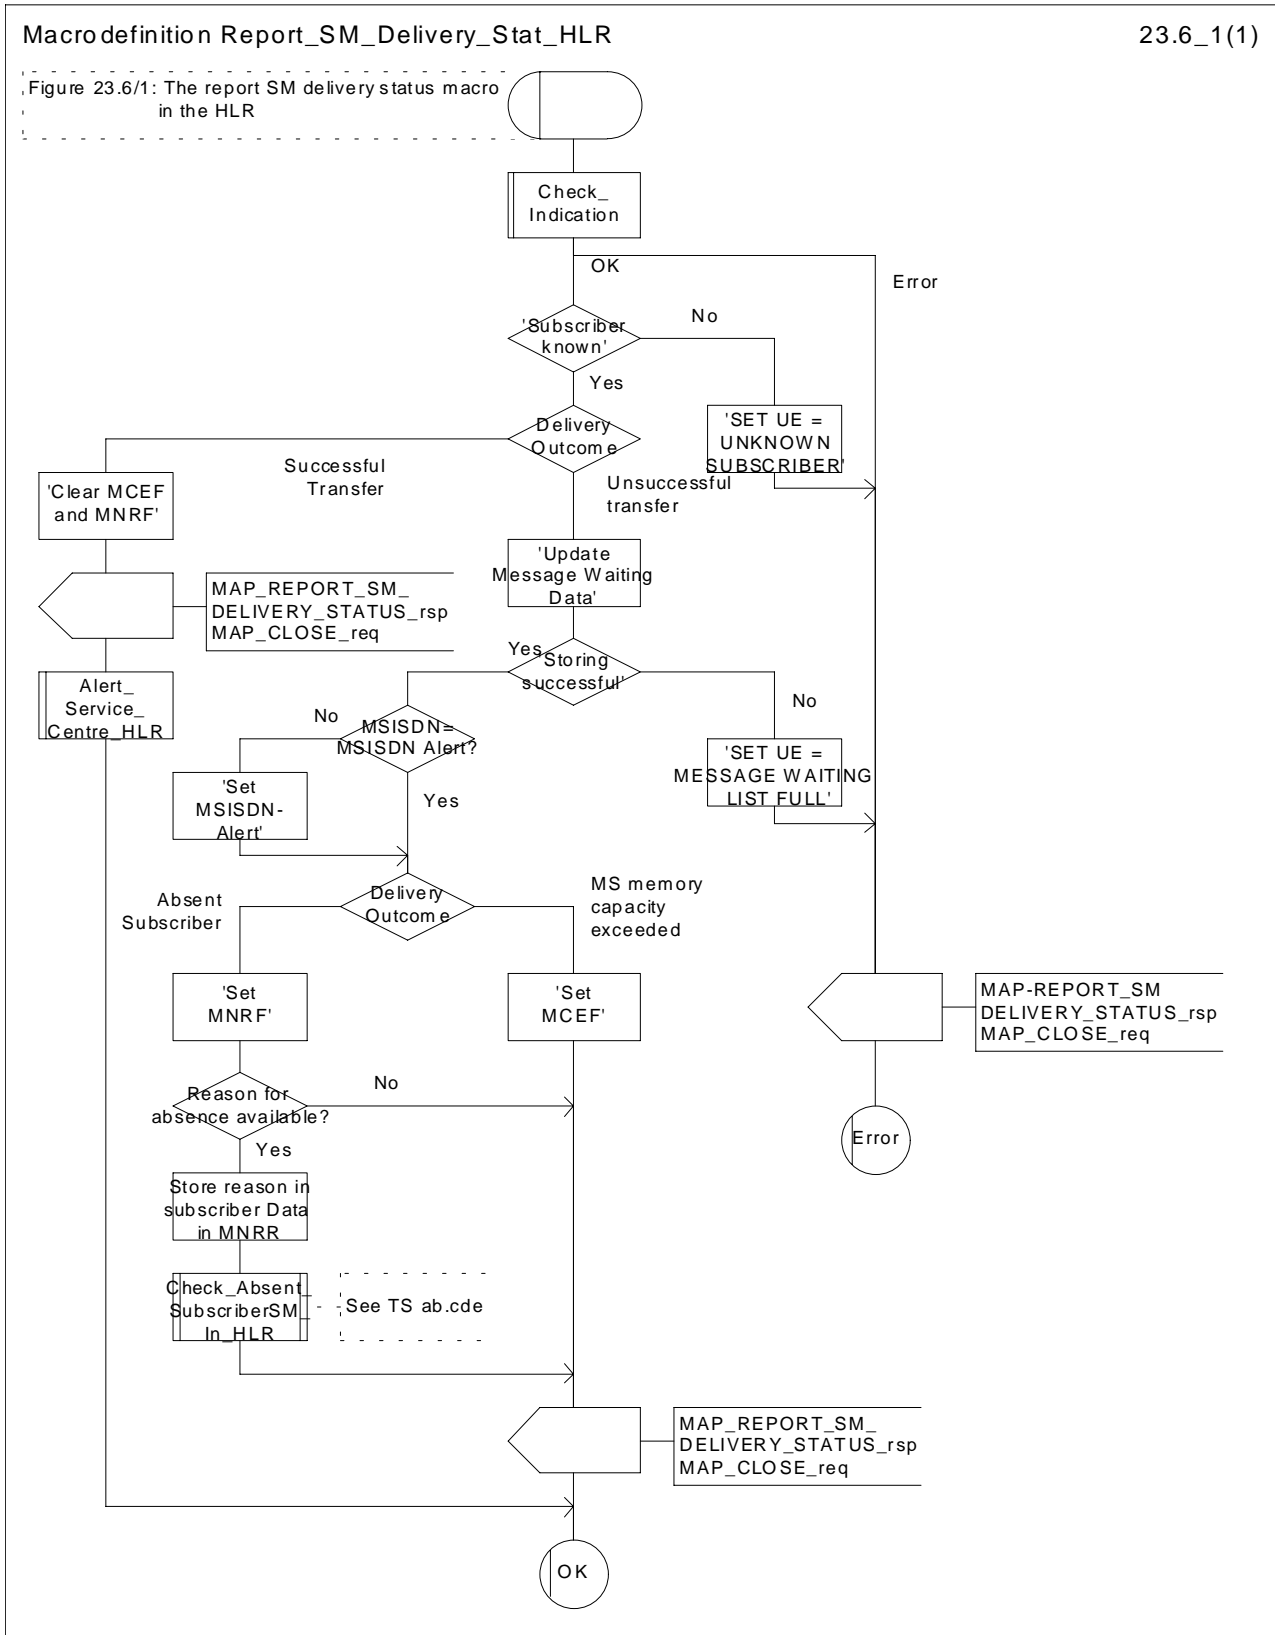 Macrodefinition Report_SM_Delivery_Stat_HLR
23.6_1(1)
Figure 23.6/1: The report SM delivery status macro
in the HLR
Check_
Indication
OK
Error
'Subscriber
known'
No
Yes
'SET UE =
UNKNOWN
SUBSCRIBER'
Delivery
Outcome
Successful
Transfer
Unsuccessful
transfer
'Clear MCEF
and MNRF'
'Update
Message Waiting
Data'
MAP_REPORT_SM_
DELIVERY_STATUS_rsp
MAP_CLOSE_req
Yes
'Storing
successful'
No
Alert_
Service_
Centre_HLR
No
MSISDN=
MSISDN Alert?
'SET UE =
MESSAGE WAITING
LIST FULL'
'Set
MSISDN-
Alert'
Yes
Absent
Subscriber
Delivery
Outcome
MS memory
capacity
exceeded
'Set
MNRF'
'Set
MCEF'
MAP-REPORT_SM
DELIVERY_STATUS_rsp
MAP_CLOSE_req
Reason for
absence available?
No
Yes
Error
Store reason in
subscriber Data
in MNRR
Check_Absent_
SubscriberSM_
In_HLR
See TS ab.cde
MAP_REPORT_SM_
DELIVERY_STATUS_rsp
MAP_CLOSE_req
OK